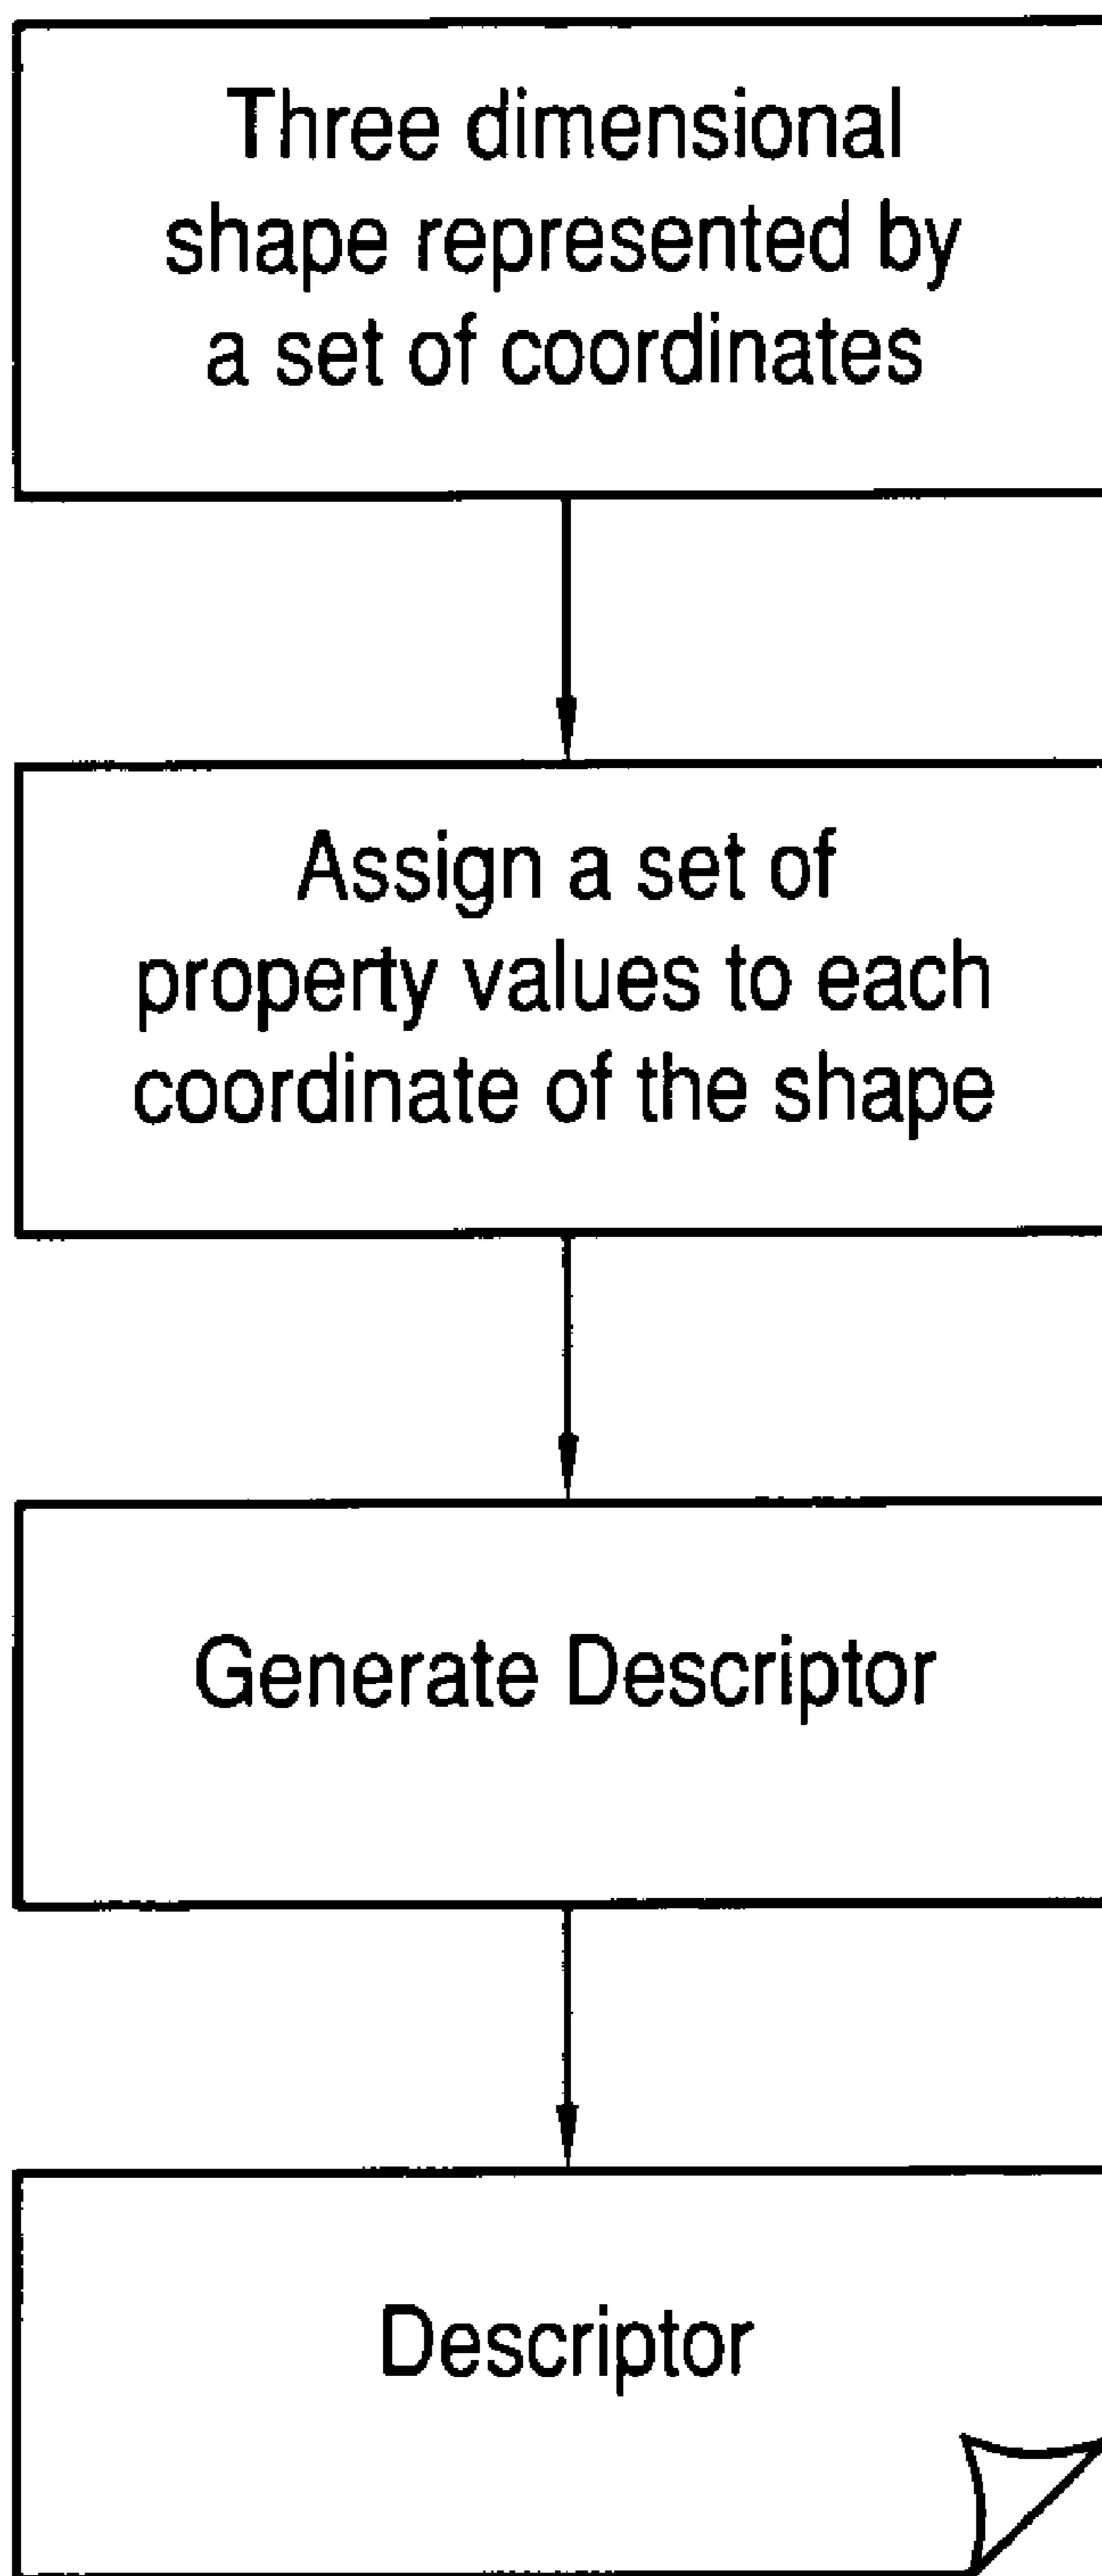 Three dimensional
shape represented by
a set of coordinates
Assign a set of
property values to each
coordinate of the shape
Generate Descriptor
Descriptor